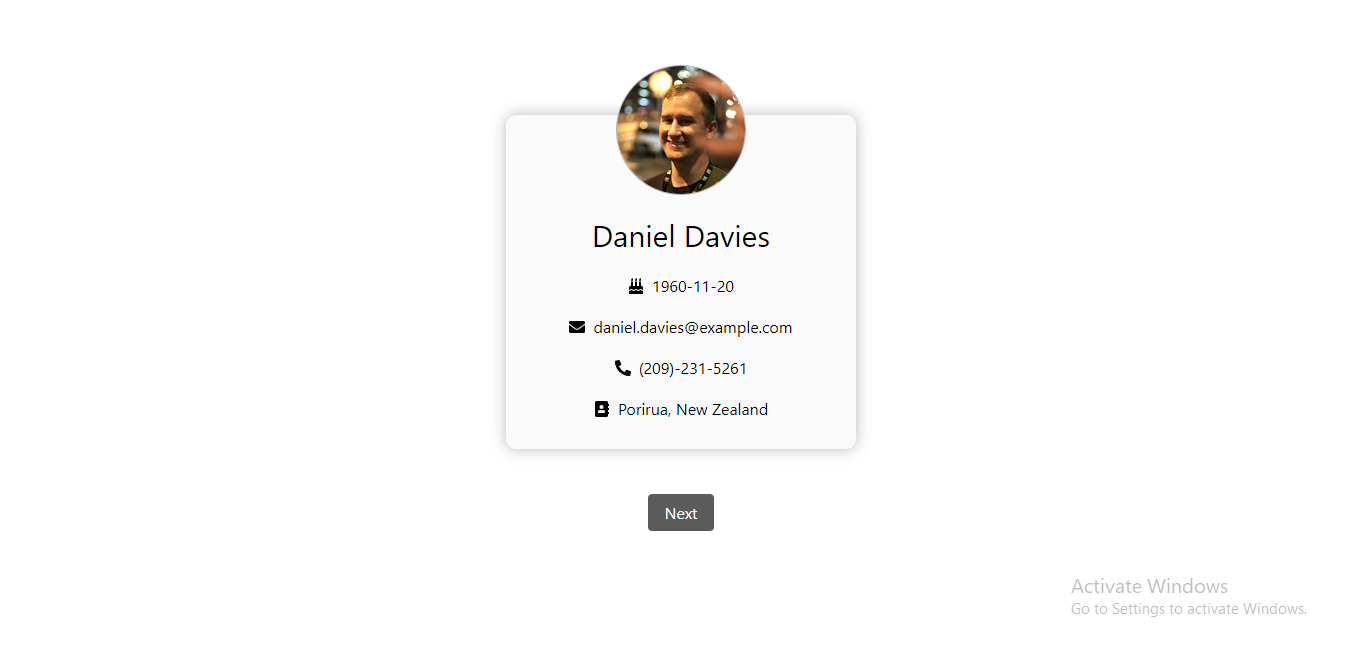 Daniel Davies
1960-11-20
daniel.davies@example.com
(209)-231-5261
Porirua, New Zealand
Next
Activate Windows
Go to Settings to activate Windows.